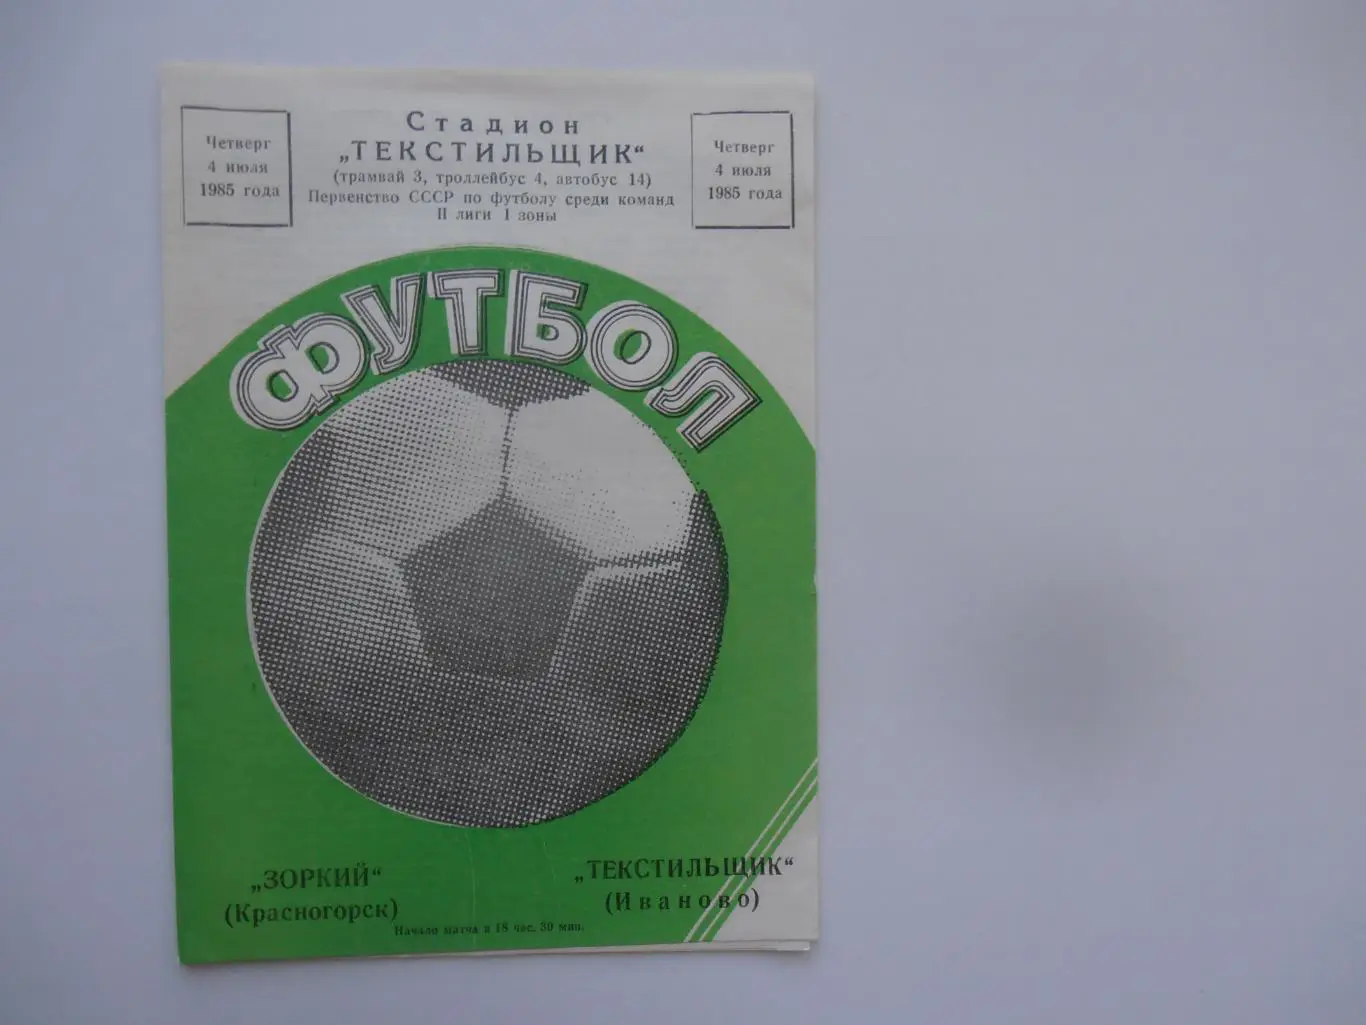 Четверг
4 июля
1985 года
Стадион
„ТЕКСТИЛЬЩИК“
(трамвай 3, троллейбус 4, автобус 14)
Первенство СССР по футболу среди команд
II лиги I зоны
Четверг
4 июля
1985 года
ФУТБОЛ
„ЗОРКИЙ“
(Красногорск)
„ТЕКСТИЛЬЩИК“
(Иваново)
Начало матча в 18 час. 30 мин.